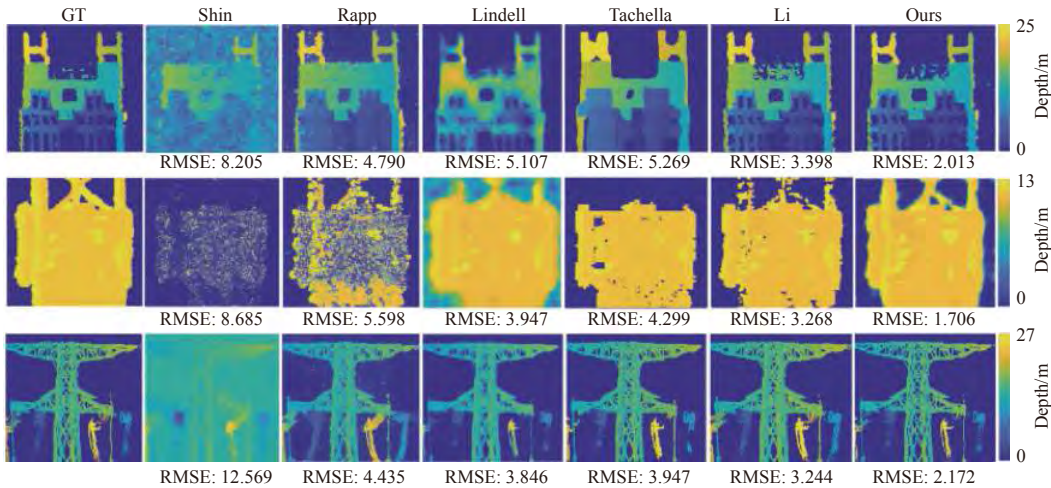 GT Shin Rapp Lindell Tachella Li Ours
25
Depth/m
0
RMSE: 8.205 RMSE: 4.790 RMSE: 5.107 RMSE: 5.269 RMSE: 3.398 RMSE: 2.013
13
Depth/m
0
RMSE: 8.685 RMSE: 5.598 RMSE: 3.947 RMSE: 4.299 RMSE: 3.268 RMSE: 1.706
27
Depth/m
0
RMSE: 12.569 RMSE: 4.435 RMSE: 3.846 RMSE: 3.947 RMSE: 3.244 RMSE: 2.172